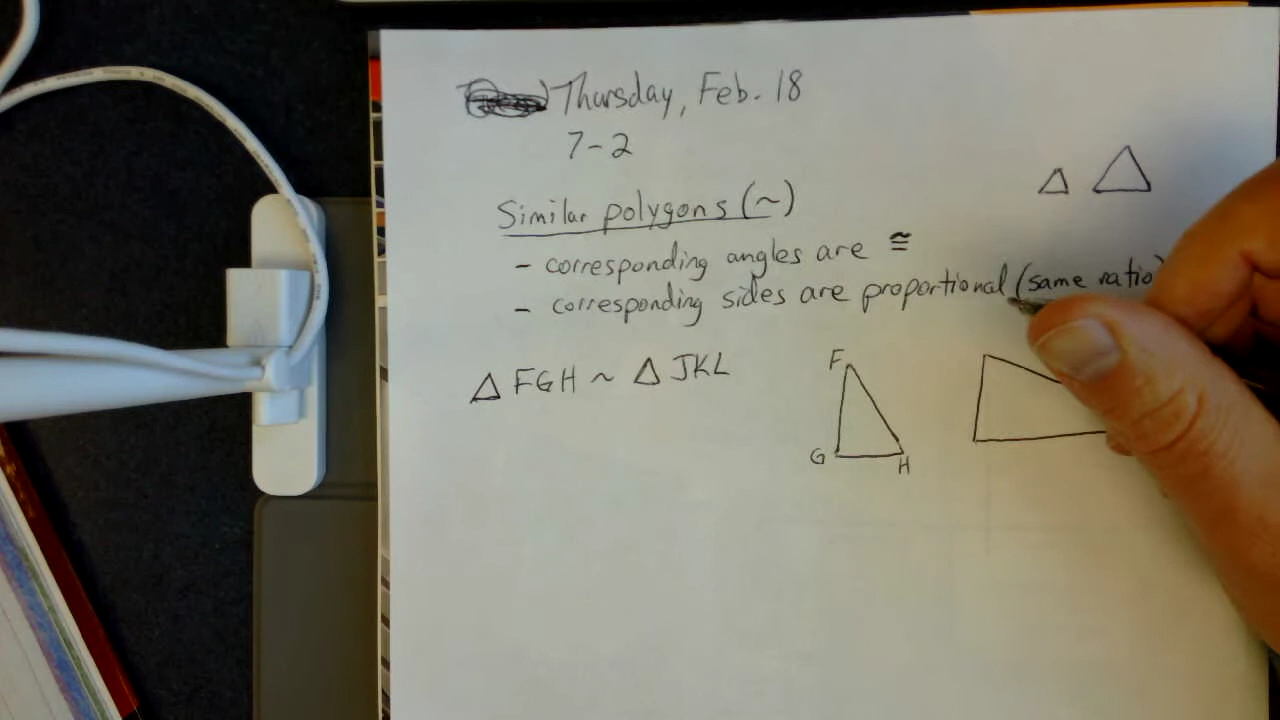 Thursday, Feb. 18
7-2
Similar polygons (~)
- corresponding angles are ≅
- corresponding sides are proportional (same ratio)
△ FGH ~ △ JKL
F
G
H